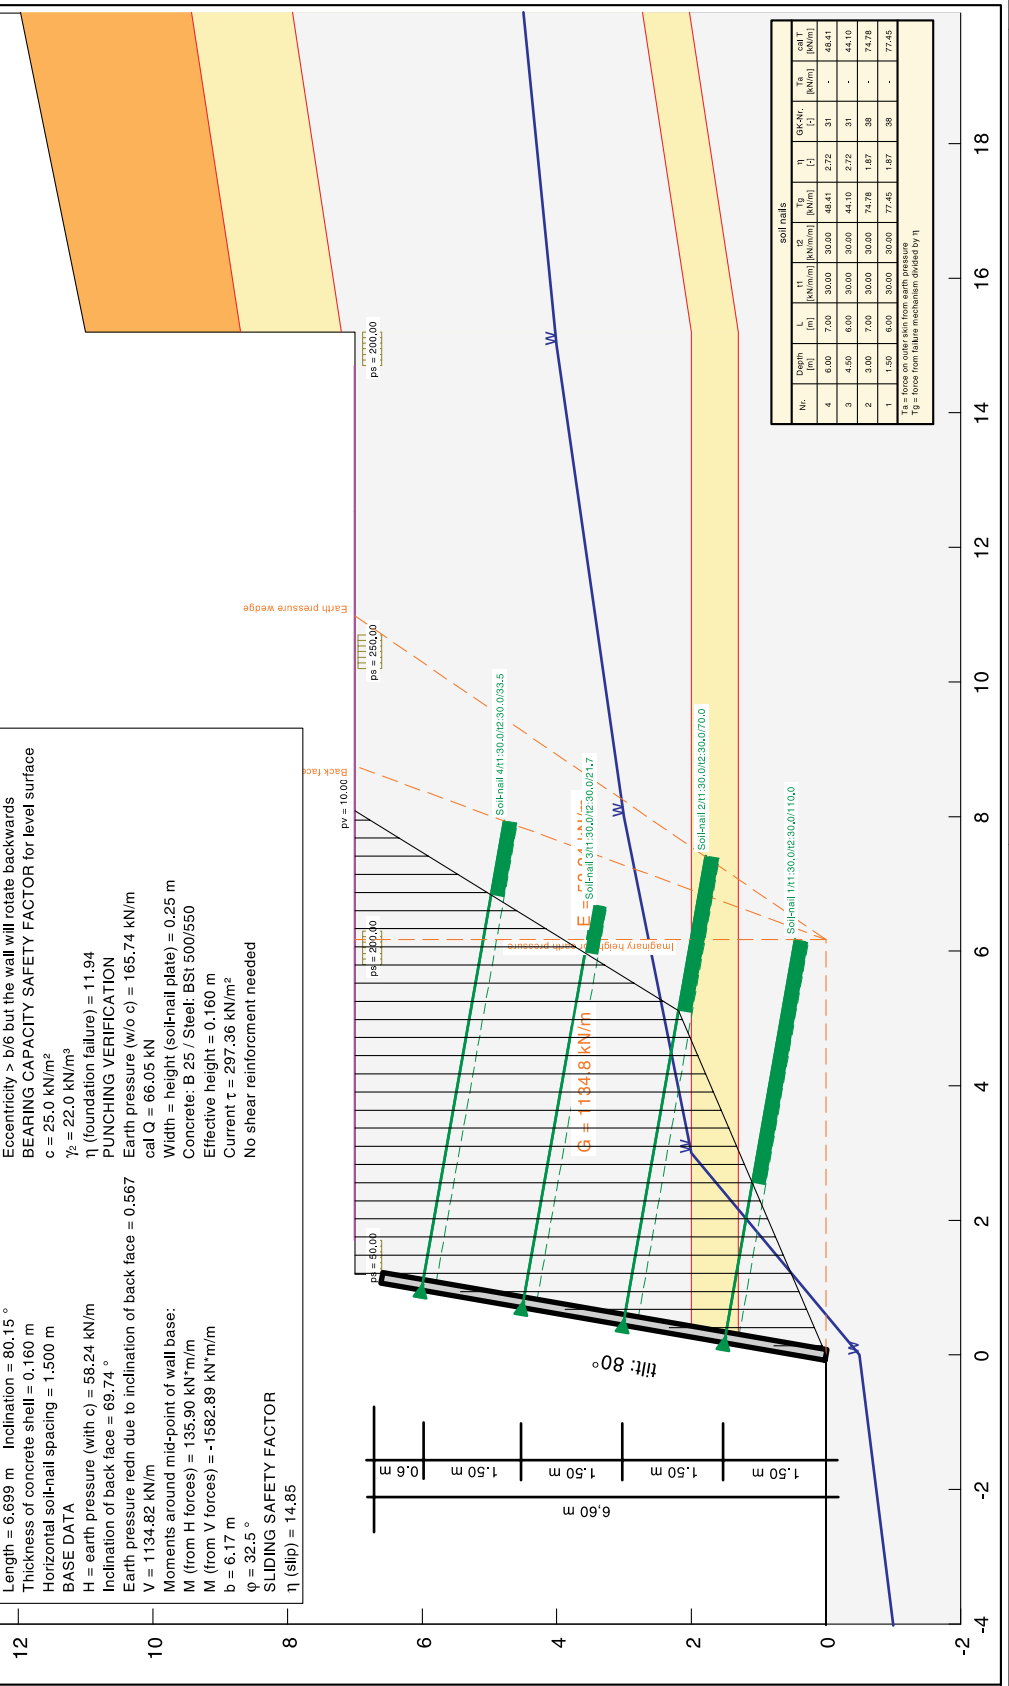 Length = 6.699 m   Inclination = 80.15 °
Thickness of concrete shell = 0.160 m
Horizontal soil-nail spacing = 1.500 m
BASE DATA
H = earth pressure (with c) = 58.24 kN/m
Inclination of back face = 69.74 °
Earth pressure redn due to inclination of back face = 0.567
V = 1134.82 kN/m
Moments around mid-point of wall base:
M (from H forces) = 135.90 kN*m/m
M (from V forces) = -1582.89 kN*m/m
b = 6.17 m
φ = 32.5 °
SLIDING SAFETY FACTOR
η (slip) = 14.85
Eccentricity > b/6 but the wall will rotate backwards
BEARING CAPACITY SAFETY FACTOR for level surface
c = 25.0 kN/m²
γ₂ = 22.0 kN/m³
η (foundation failure) = 11.94
PUNCHING VERIFICATION
Earth pressure (w/o c) = 165.74 kN/m
cal Q = 66.05 kN
Width = height (soil-nail plate) = 0.25 m
Concrete: B 25 / Steel: BSt 500/550
Effective height = 0.160 m
Current τ = 297.36 kN/m²
No shear reinforcment needed
ps = 50.00
ps = 200.00
pv = 10.00
ps = 250.00
ps = 200.00
Back face
Earth pressure wedge
Imaginary height for earth pressure
G = 1134.8 kN/m
Soil-nail 4/t1:30.0/t2:30.0/33.5
Soil-nail 3/t1:30.0/t2:30.0/21.7
Soil-nail 2/t1:30.0/t2:30.0/70.0
Soil-nail 1/t1:30.0/t2:30.0/110.0
W
W
W
W
tilt: 80°
0.6 m
1.50 m
1.50 m
1.50 m
1.50 m
6,60 m
soil nails
Nr. Depth [m] L [m] t1 [kN/m/m] t2 [kN/m/m] Tg [kN/m] η [-] GK-Nr. [-] Ta [kN/m] cal T [kN/m]
4 6.00 7.00 30.00 30.00 48.41 2.72 31 - 48.41
3 4.50 6.00 30.00 30.00 44.10 2.72 31 - 44.10
2 3.00 7.00 30.00 30.00 74.78 1.87 38 - 74.78
1 1.50 6.00 30.00 30.00 77.45 1.87 38 - 77.45
Ta = force on outer skin from earth pressure
Tg = force from failure mechanism divided by η
12
10
8
6
4
2
0
-2
-4 -2 0 2 4 6 8 10 12 14 16 18